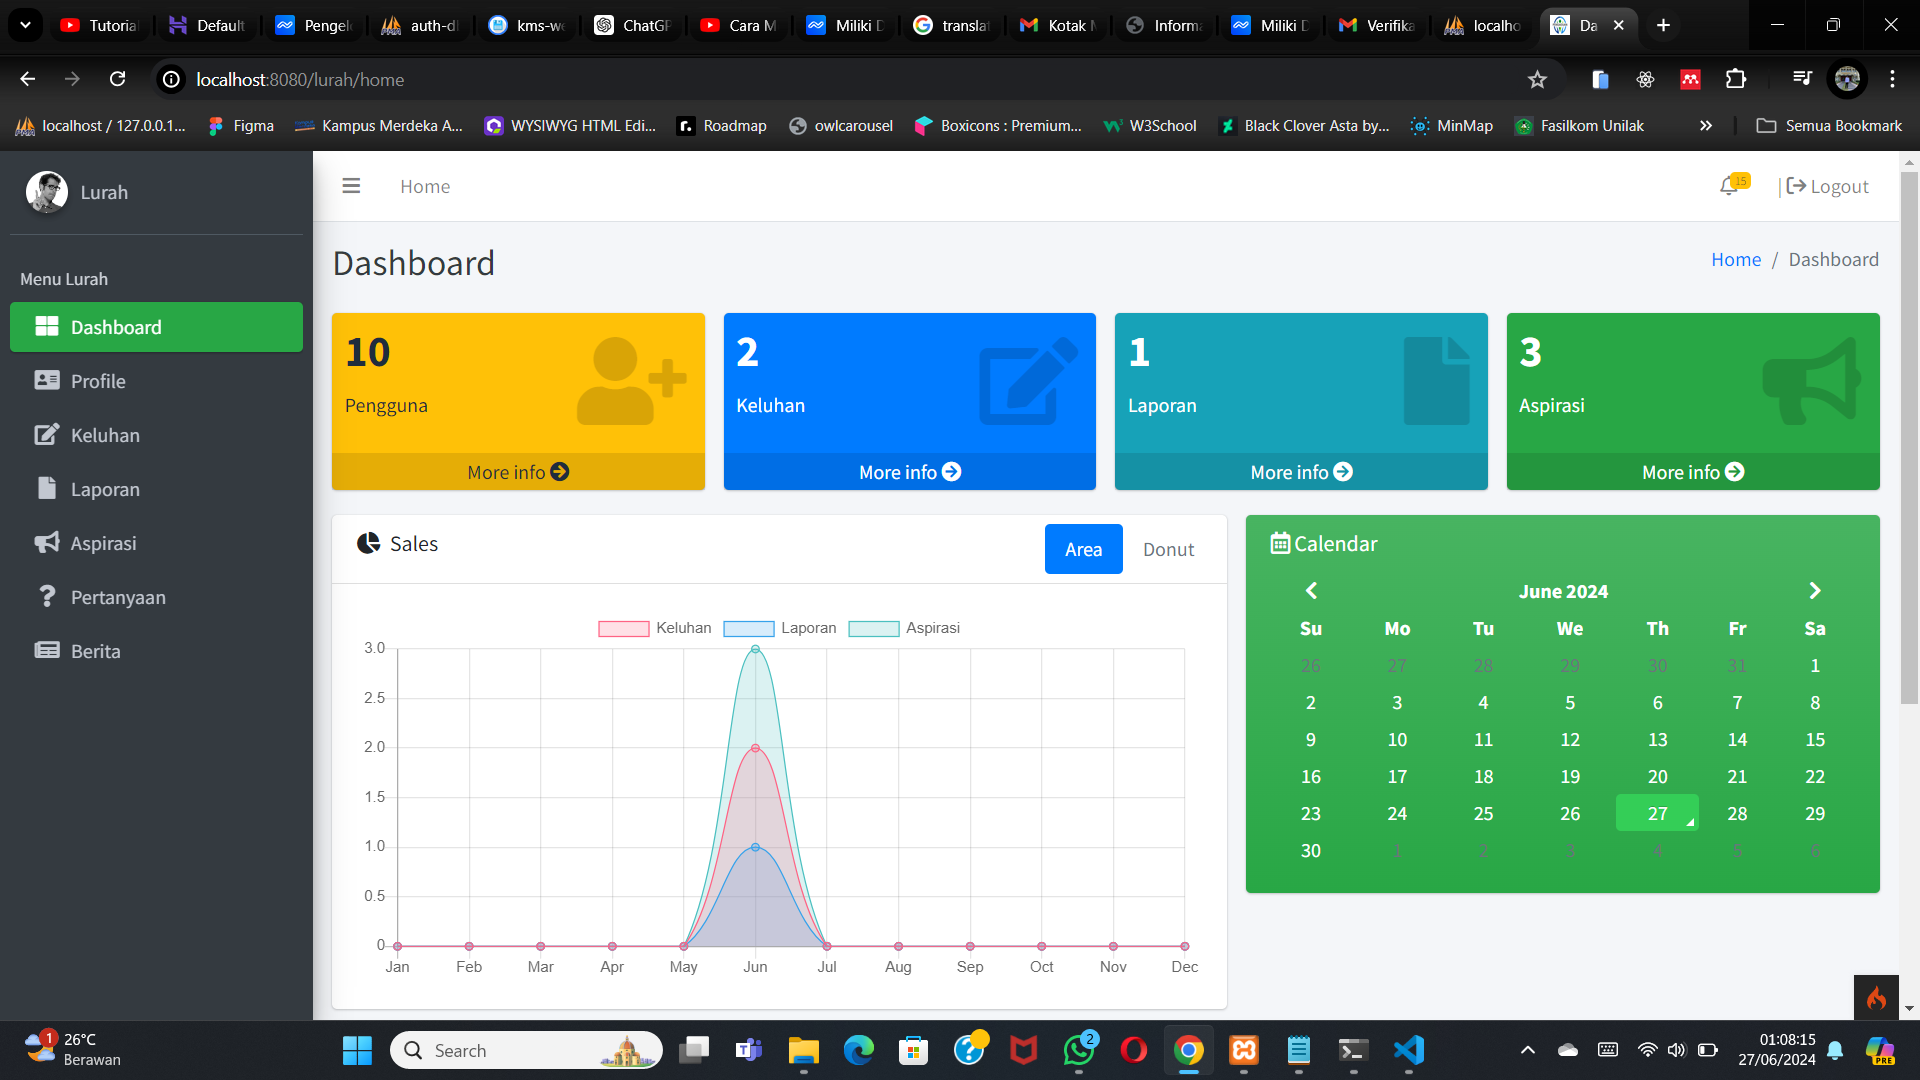 Tutoria
Default
Pengel
auth-d
kms-we
ChatGP
Cara M
Miliki D
translat
Kotak M
Informa
Miliki D
Verifika
localho
Da
localhost:8080/lurah/home
localhost / 127.0.0.1...
Figma
Kampus Merdeka A...
WYSIWYG HTML Edi...
Roadmap
owlcarousel
Boxicons : Premium...
W3School
Black Clover Asta by...
MinMap
Fasilkom Unilak
Semua Bookmark
Lurah
Menu Lurah
Dashboard
Profile
Keluhan
Laporan
Aspirasi
Pertanyaan
Berita
Home
15
| Logout
Dashboard
Home / Dashboard
10
Pengguna
More info
2
Keluhan
More info
1
Laporan
More info
3
Aspirasi
More info
Sales
Area
Donut
Keluhan Laporan Aspirasi
3.0
2.5
2.0
1.5
1.0
0.5
0
Jan Feb Mar Apr May Jun Jul Aug Sep Oct Nov Dec
Calendar
June 2024
Su Mo Tu We Th Fr Sa
26 27 28 29 30 31 1
2 3 4 5 6 7 8
9 10 11 12 13 14 15
16 17 18 19 20 21 22
23 24 25 26 27 28 29
30 1 2 3 4 5 6
1
26°C
Berawan
Search
2
01:08:15
27/06/2024
PRE